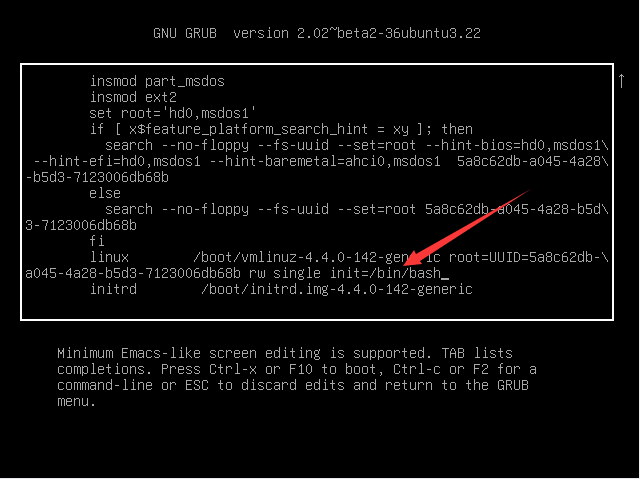 GNU GRUB  version 2.02~beta2-36ubuntu3.22
insmod part_msdos
insmod ext2
set root='hd0,msdos1'
if [ x$feature_platform_search_hint = xy ]; then
search --no-floppy --fs-uuid --set=root --hint-bios=hd0,msdos1\
--hint-efi=hd0,msdos1 --hint-baremetal=ahci0,msdos1  5a8c62db-a045-4a28\
-b5d3-7123006db68b
else
search --no-floppy --fs-uuid --set=root 5a8c62db-a045-4a28-b5d\
3-7123006db68b
fi
linux        /boot/vmlinuz-4.4.0-142-generic root=UUID=5a8c62db-\
a045-4a28-b5d3-7123006db68b rw single init=/bin/bash_
initrd        /boot/initrd.img-4.4.0-142-generic
↑
Minimum Emacs-like screen editing is supported. TAB lists
completions. Press Ctrl-x or F10 to boot, Ctrl-c or F2 for a
command-line or ESC to discard edits and return to the GRUB
menu.